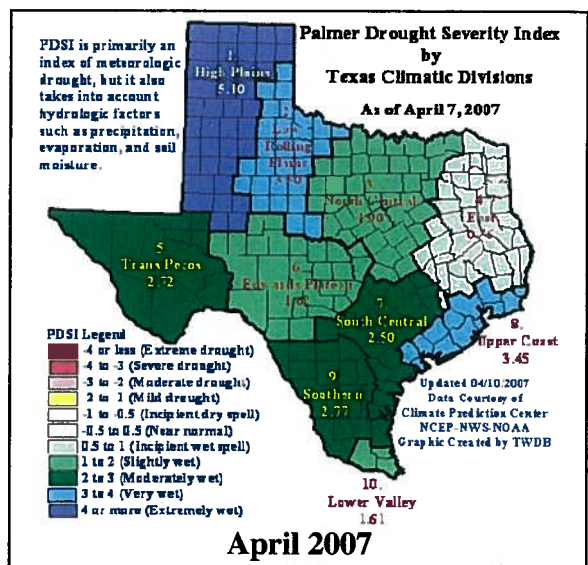 Palmer Drought Severity Index
by
Texas Climatic Divisions
As of April 7, 2007
PDSI is primarily an
index of meteorologic
drought, but it also
takes into account
hydrologic factors
such as precipitation,
evaporation, and soil
moisture.
1.
High Plains
5.10
Low
Rolling
Plains
North Central
1.90
4.
East
5.
Trans Pecos
2.72
6.
Edwards Plateau
7.
South Central
2.50
8.
Upper Coast
3.45
9
Southern
2.77
10.
Lower Valley
1.61
PDSI Legend
-4 or less (Extreme drought)
-4 to -3 (Severe drought)
-3 to -2 (Moderate drought)
2 to 1 (Mild drought)
-1 to -0.5 (Incipient dry spell)
-0.5 to 0.5 (Near normal)
0.5 to 1 (Incipient wet spell)
1 to 2 (Slightly wet)
2 to 3 (Moderately wet)
3 to 4 (Very wet)
4 or more (Extremely wet)
Updated 04/10/2007
Data Courtesy of
Climate Prediction Center
NCEP-NWS-NOAA
Graphic Created by TWDB
April 2007